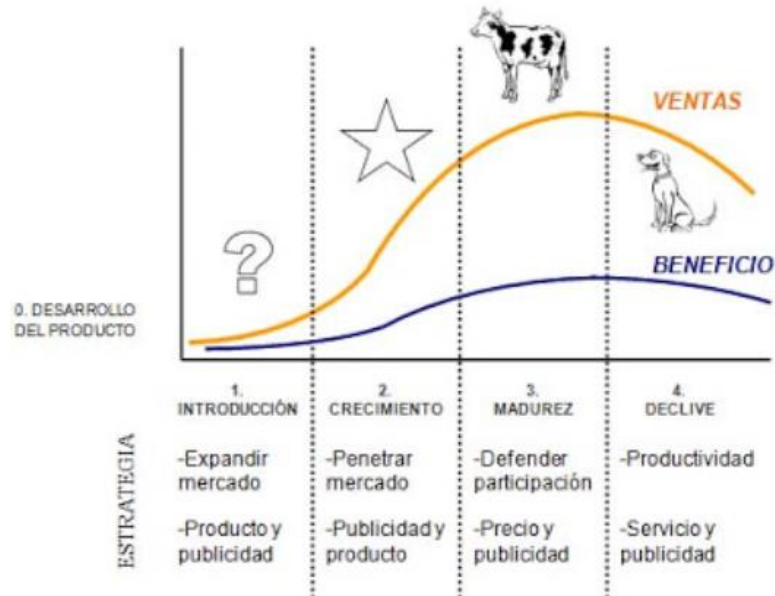 VENTAS
?
BENEFICIO
0. DESARROLLO
DEL PRODUCTO
1.
INTRODUCCIÓN
2.
CRECIMIENTO
3.
MADUREZ
4.
DECLIVE
ESTRATEGIA
-Expandir
mercado
-Producto y
publicidad
-Penetrar
mercado
-Publicidad y
producto
-Defender
participación
-Precio y
publicidad
-Productividad
-Servicio y
publicidad